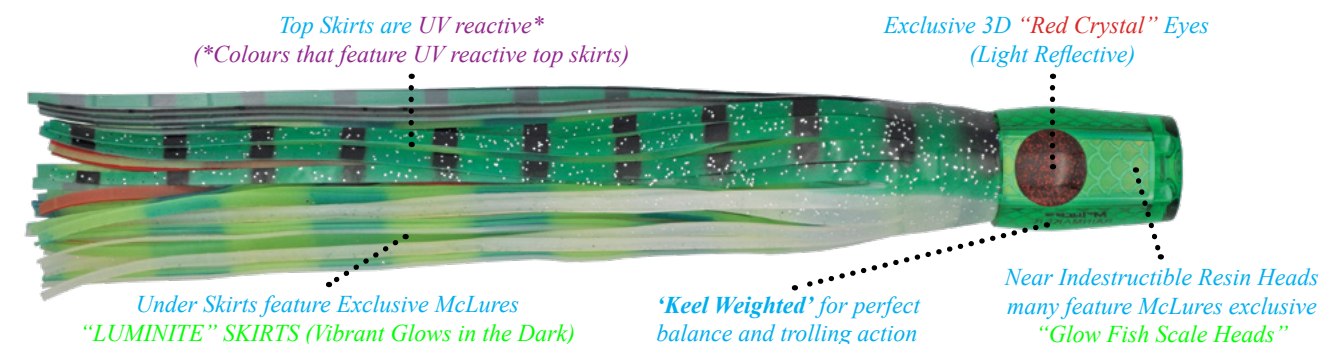 Top Skirts are UV reactive*
(*Colours that feature UV reactive top skirts)
Exclusive 3D “Red Crystal” Eyes
(Light Reflective)
Under Skirts feature Exclusive McLures
“LUMINITE” SKIRTS (Vibrant Glows in the Dark)
‘Keel Weighted’ for perfect
balance and trolling action
Near Indestructible Resin Heads
many feature McLures exclusive
“Glow Fish Scale Heads”